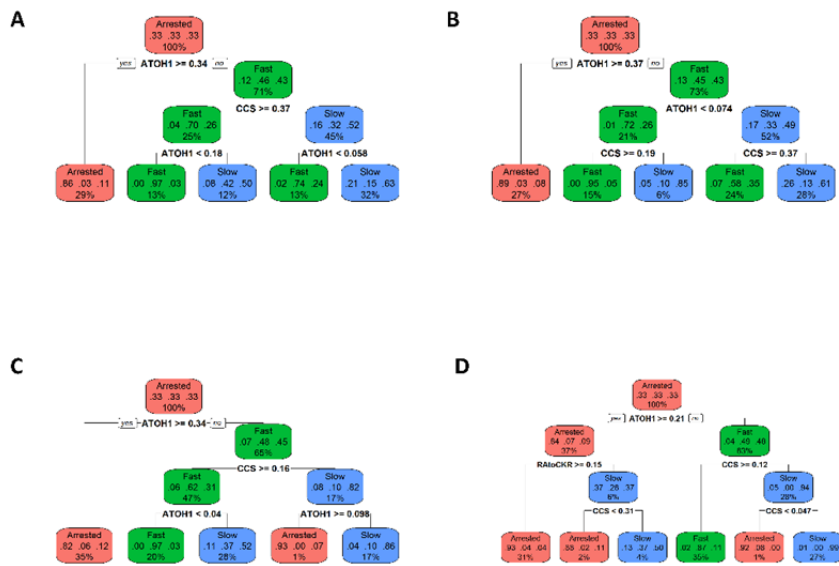 A
Arrested
.33 .33 .33
100%
yes ATOH1 >= 0.34 no
Fast
.12 .46 .43
71%
CCS >= 0.37
Fast
.04 .70 .26
25%
Slow
.16 .32 .52
45%
ATOH1 < 0.18
ATOH1 < 0.058
Arrested
.86 .03 .11
29%
Fast
.00 .97 .03
13%
Slow
.08 .42 .50
12%
Fast
.02 .74 .24
13%
Slow
.21 .15 .63
32%
B
Arrested
.33 .33 .33
100%
yes ATOH1 >= 0.37 no
Fast
.13 .45 .43
73%
ATOH1 < 0.074
Fast
.01 .72 .26
21%
Slow
.17 .33 .49
52%
CCS >= 0.19
CCS >= 0.37
Arrested
.89 .03 .08
27%
Fast
.00 .95 .05
15%
Slow
.05 .10 .85
6%
Fast
.07 .58 .35
24%
Slow
.26 .13 .61
28%
C
Arrested
.33 .33 .33
100%
yes ATOH1 >= 0.34 no
Fast
.07 .48 .45
65%
CCS >= 0.16
Fast
.06 .62 .31
47%
Slow
.08 .10 .82
17%
ATOH1 < 0.04
ATOH1 >= 0.098
Arrested
.82 .06 .12
35%
Fast
.00 .97 .03
20%
Slow
.11 .37 .52
28%
Arrested
.93 .00 .07
1%
Slow
.04 .10 .86
17%
D
Arrested
.33 .33 .33
100%
yes ATOH1 >= 0.21 no
Arrested
.84 .07 .09
37%
Fast
.04 .49 .48
63%
RAtoCKR >= 0.15
CCS >= 0.12
Slow
.37 .26 .37
6%
Slow
.05 .00 .94
28%
CCS < 0.31
CCS < 0.047
Arrested
.93 .04 .04
31%
Arrested
.02 .11
2%
Slow
.13 .37 .50
4%
Fast
.02 .87 .11
35%
Arrested
.92 .08 .00
1%
Slow
.01 .00 .99
27%